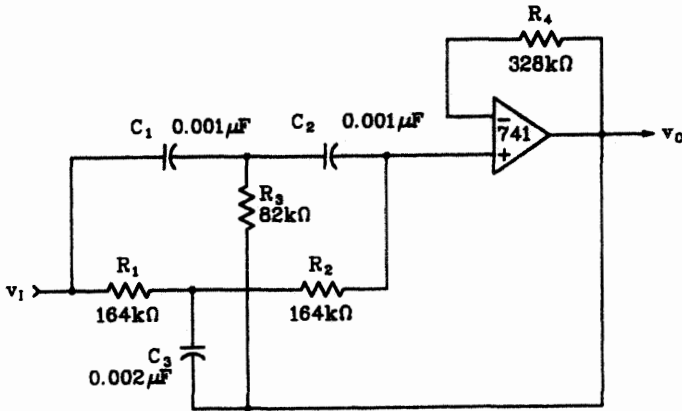 R4
328kΩ
C1 0.001μF
C2 0.001μF
741
vO
R3
82kΩ
vI
R1
164kΩ
R2
164kΩ
C3
0.002μF